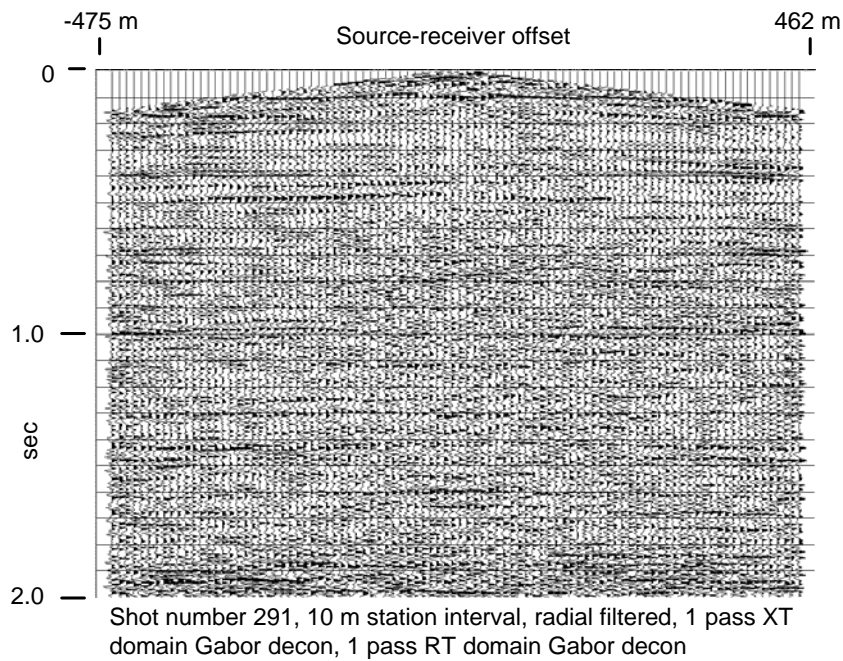 -475 m
Source-receiver offset
462 m
0
1.0
sec
2.0
Shot number 291, 10 m station interval, radial filtered, 1 pass XT
domain Gabor decon, 1 pass RT domain Gabor decon